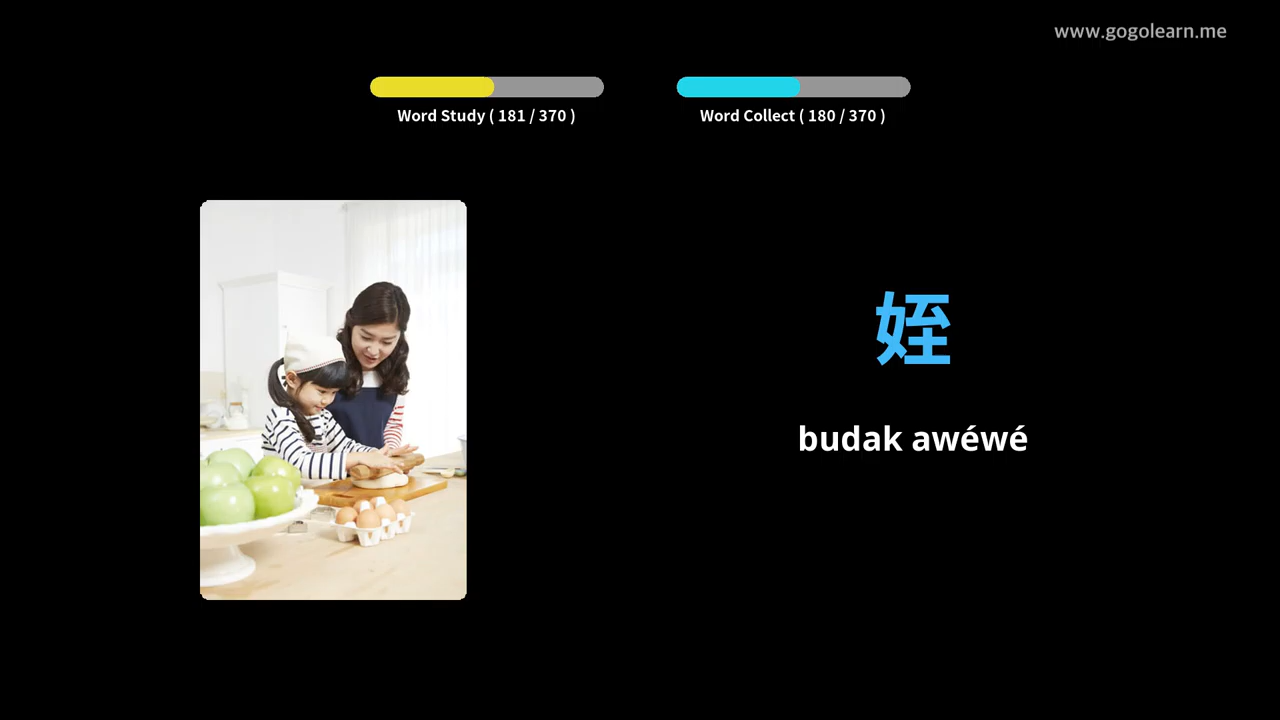 www.gogolearn.me
Word Study ( 181 / 370 )
Word Collect ( 180 / 370 )
姪
budak awéwé